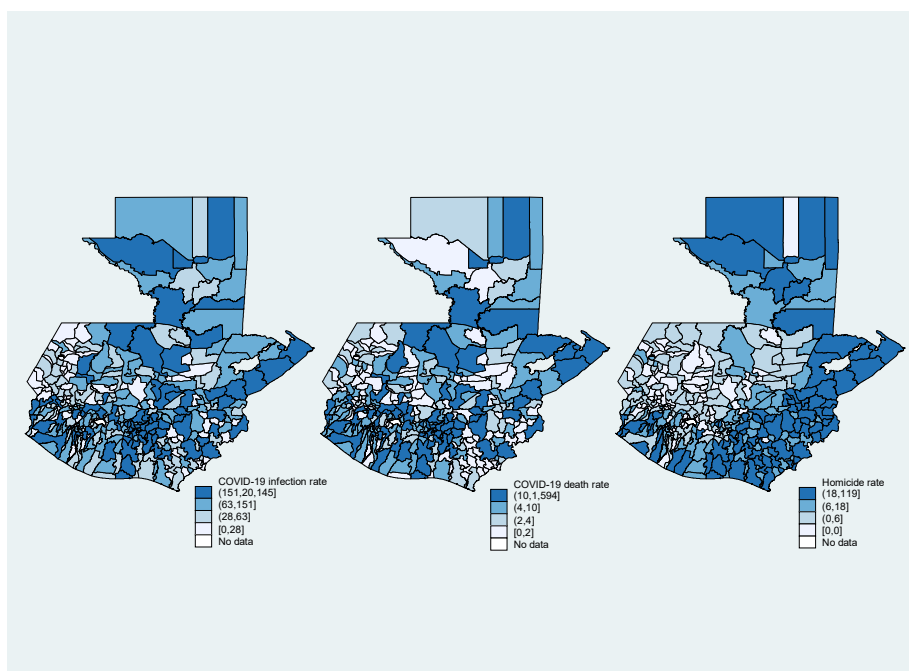 COVID-19 infection rate
(151,20,145]
(63,151]
(28,63]
[0,28]
No data
COVID-19 death rate
(10,1,594]
(4,10]
(2,4]
[0,2]
No data
Homicide rate
(18,119]
(6,18]
(0,6]
[0,0]
No data